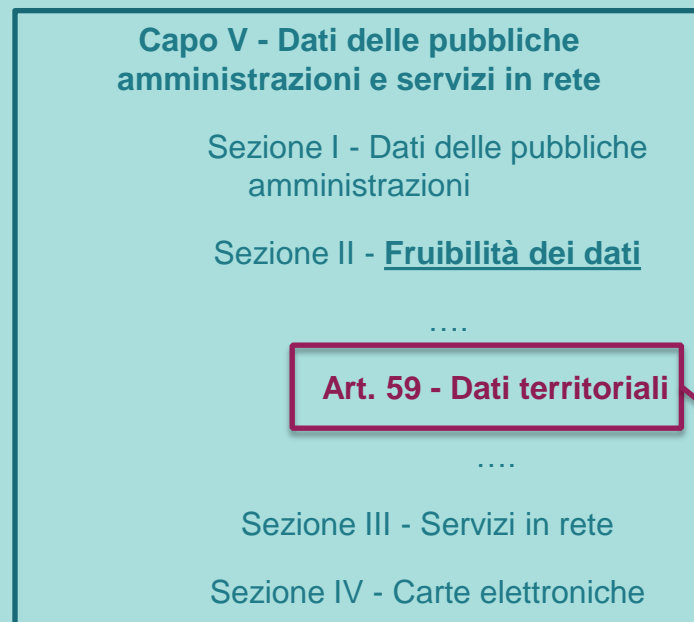 Capo V - Dati delle pubbliche
amministrazioni e servizi in rete
Sezione I - Dati delle pubbliche
amministrazioni
Sezione II - Fruibilità dei dati
….
Art. 59 - Dati territoriali
….
Sezione III - Servizi in rete
Sezione IV - Carte elettroniche